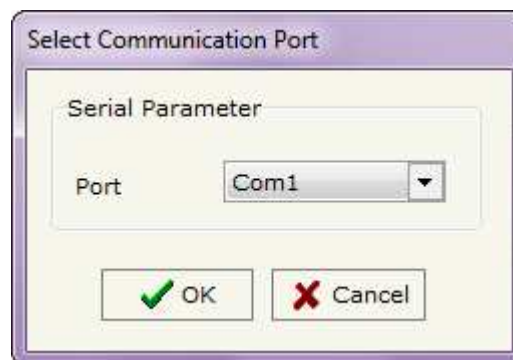 Select Communication Port
Serial Parameter
Port Com1
OK Cancel